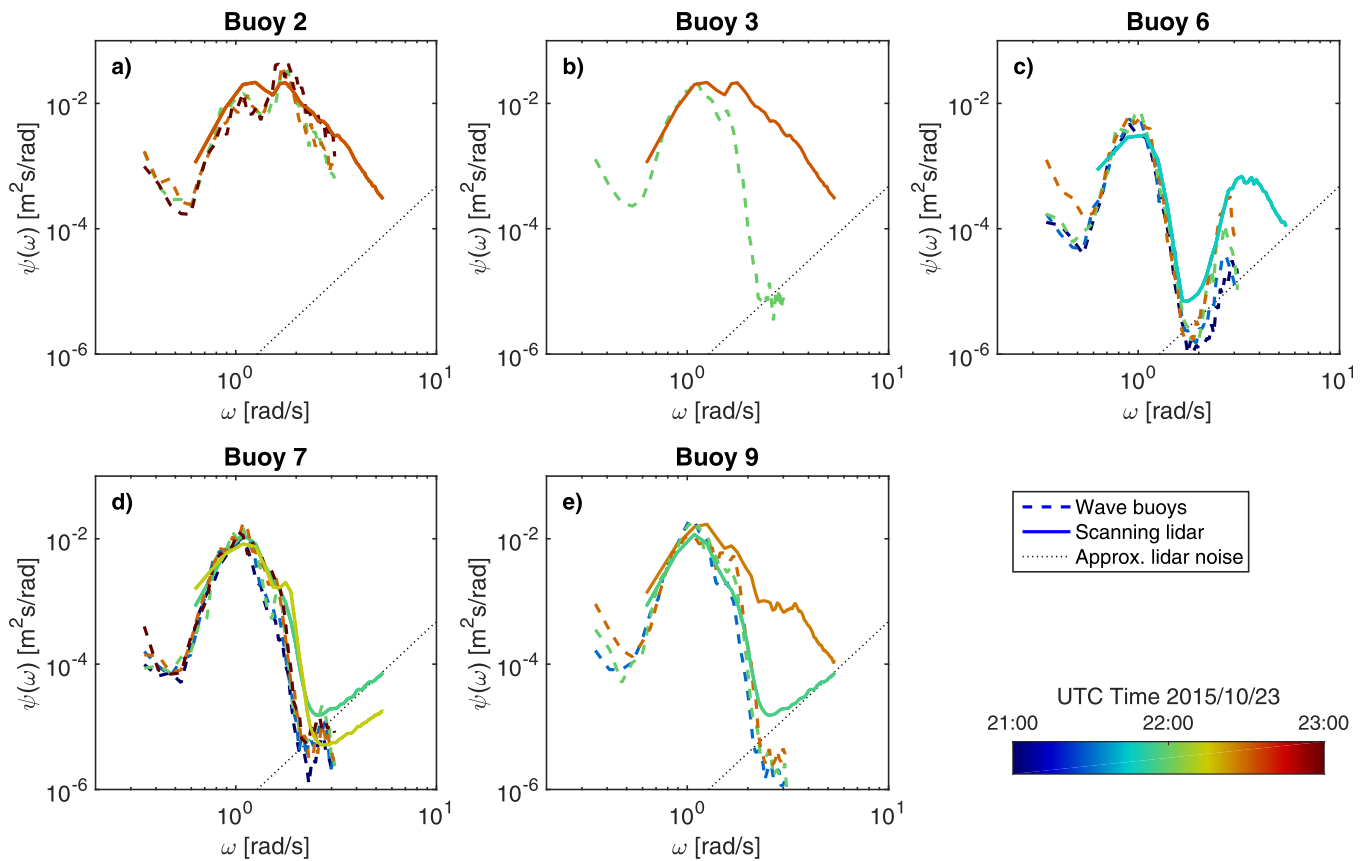 Buoy 2
a)
10⁻²
10⁻⁴
10⁻⁶
ψ(ω) [m²s/rad]
10⁰
10¹
ω [rad/s]
Buoy 3
b)
10⁻²
10⁻⁴
10⁻⁶
ψ(ω) [m²s/rad]
10⁰
10¹
ω [rad/s]
Buoy 6
c)
10⁻²
10⁻⁴
10⁻⁶
ψ(ω) [m²s/rad]
10⁰
10¹
ω [rad/s]
Buoy 7
d)
10⁻²
10⁻⁴
10⁻⁶
ψ(ω) [m²s/rad]
10⁰
10¹
ω [rad/s]
Buoy 9
e)
10⁻²
10⁻⁴
10⁻⁶
ψ(ω) [m²s/rad]
10⁰
10¹
ω [rad/s]
Wave buoys
Scanning lidar
Approx. lidar noise
UTC Time 2015/10/23
21:00 22:00 23:00